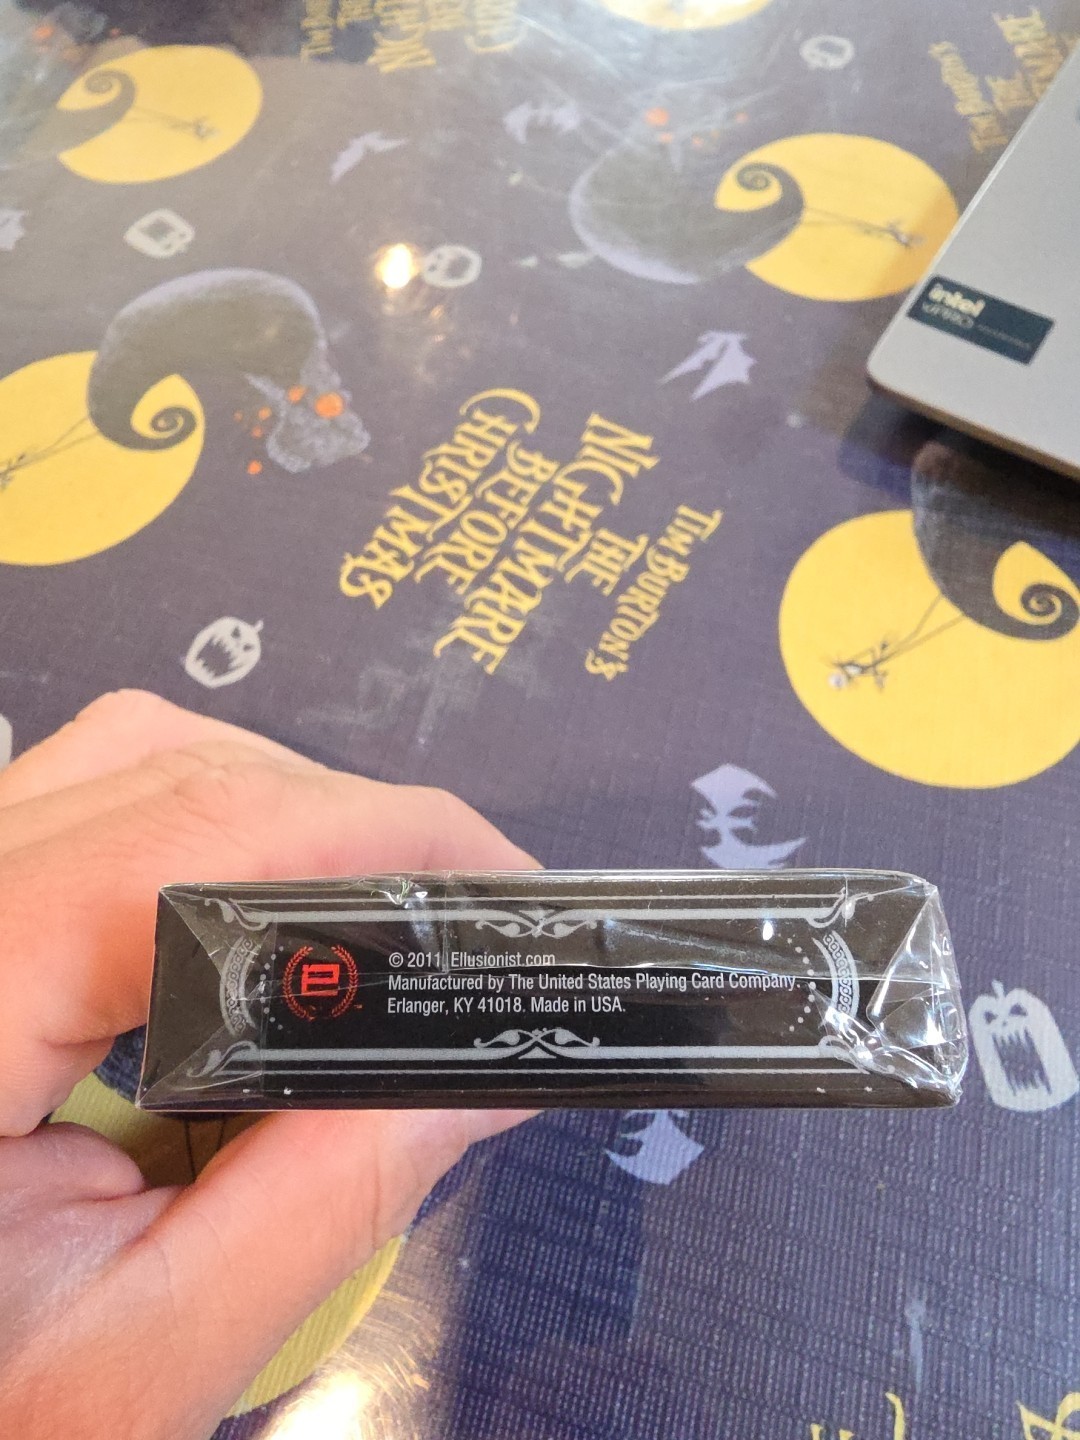 TIM BURTON'S
THE
NIGHTMARE
BEFORE
CHRISTMAS
intel
vPRO
© 2011 Ellusionist.com
Manufactured by The United States Playing Card Company.
Erlanger, KY 41018. Made in USA.